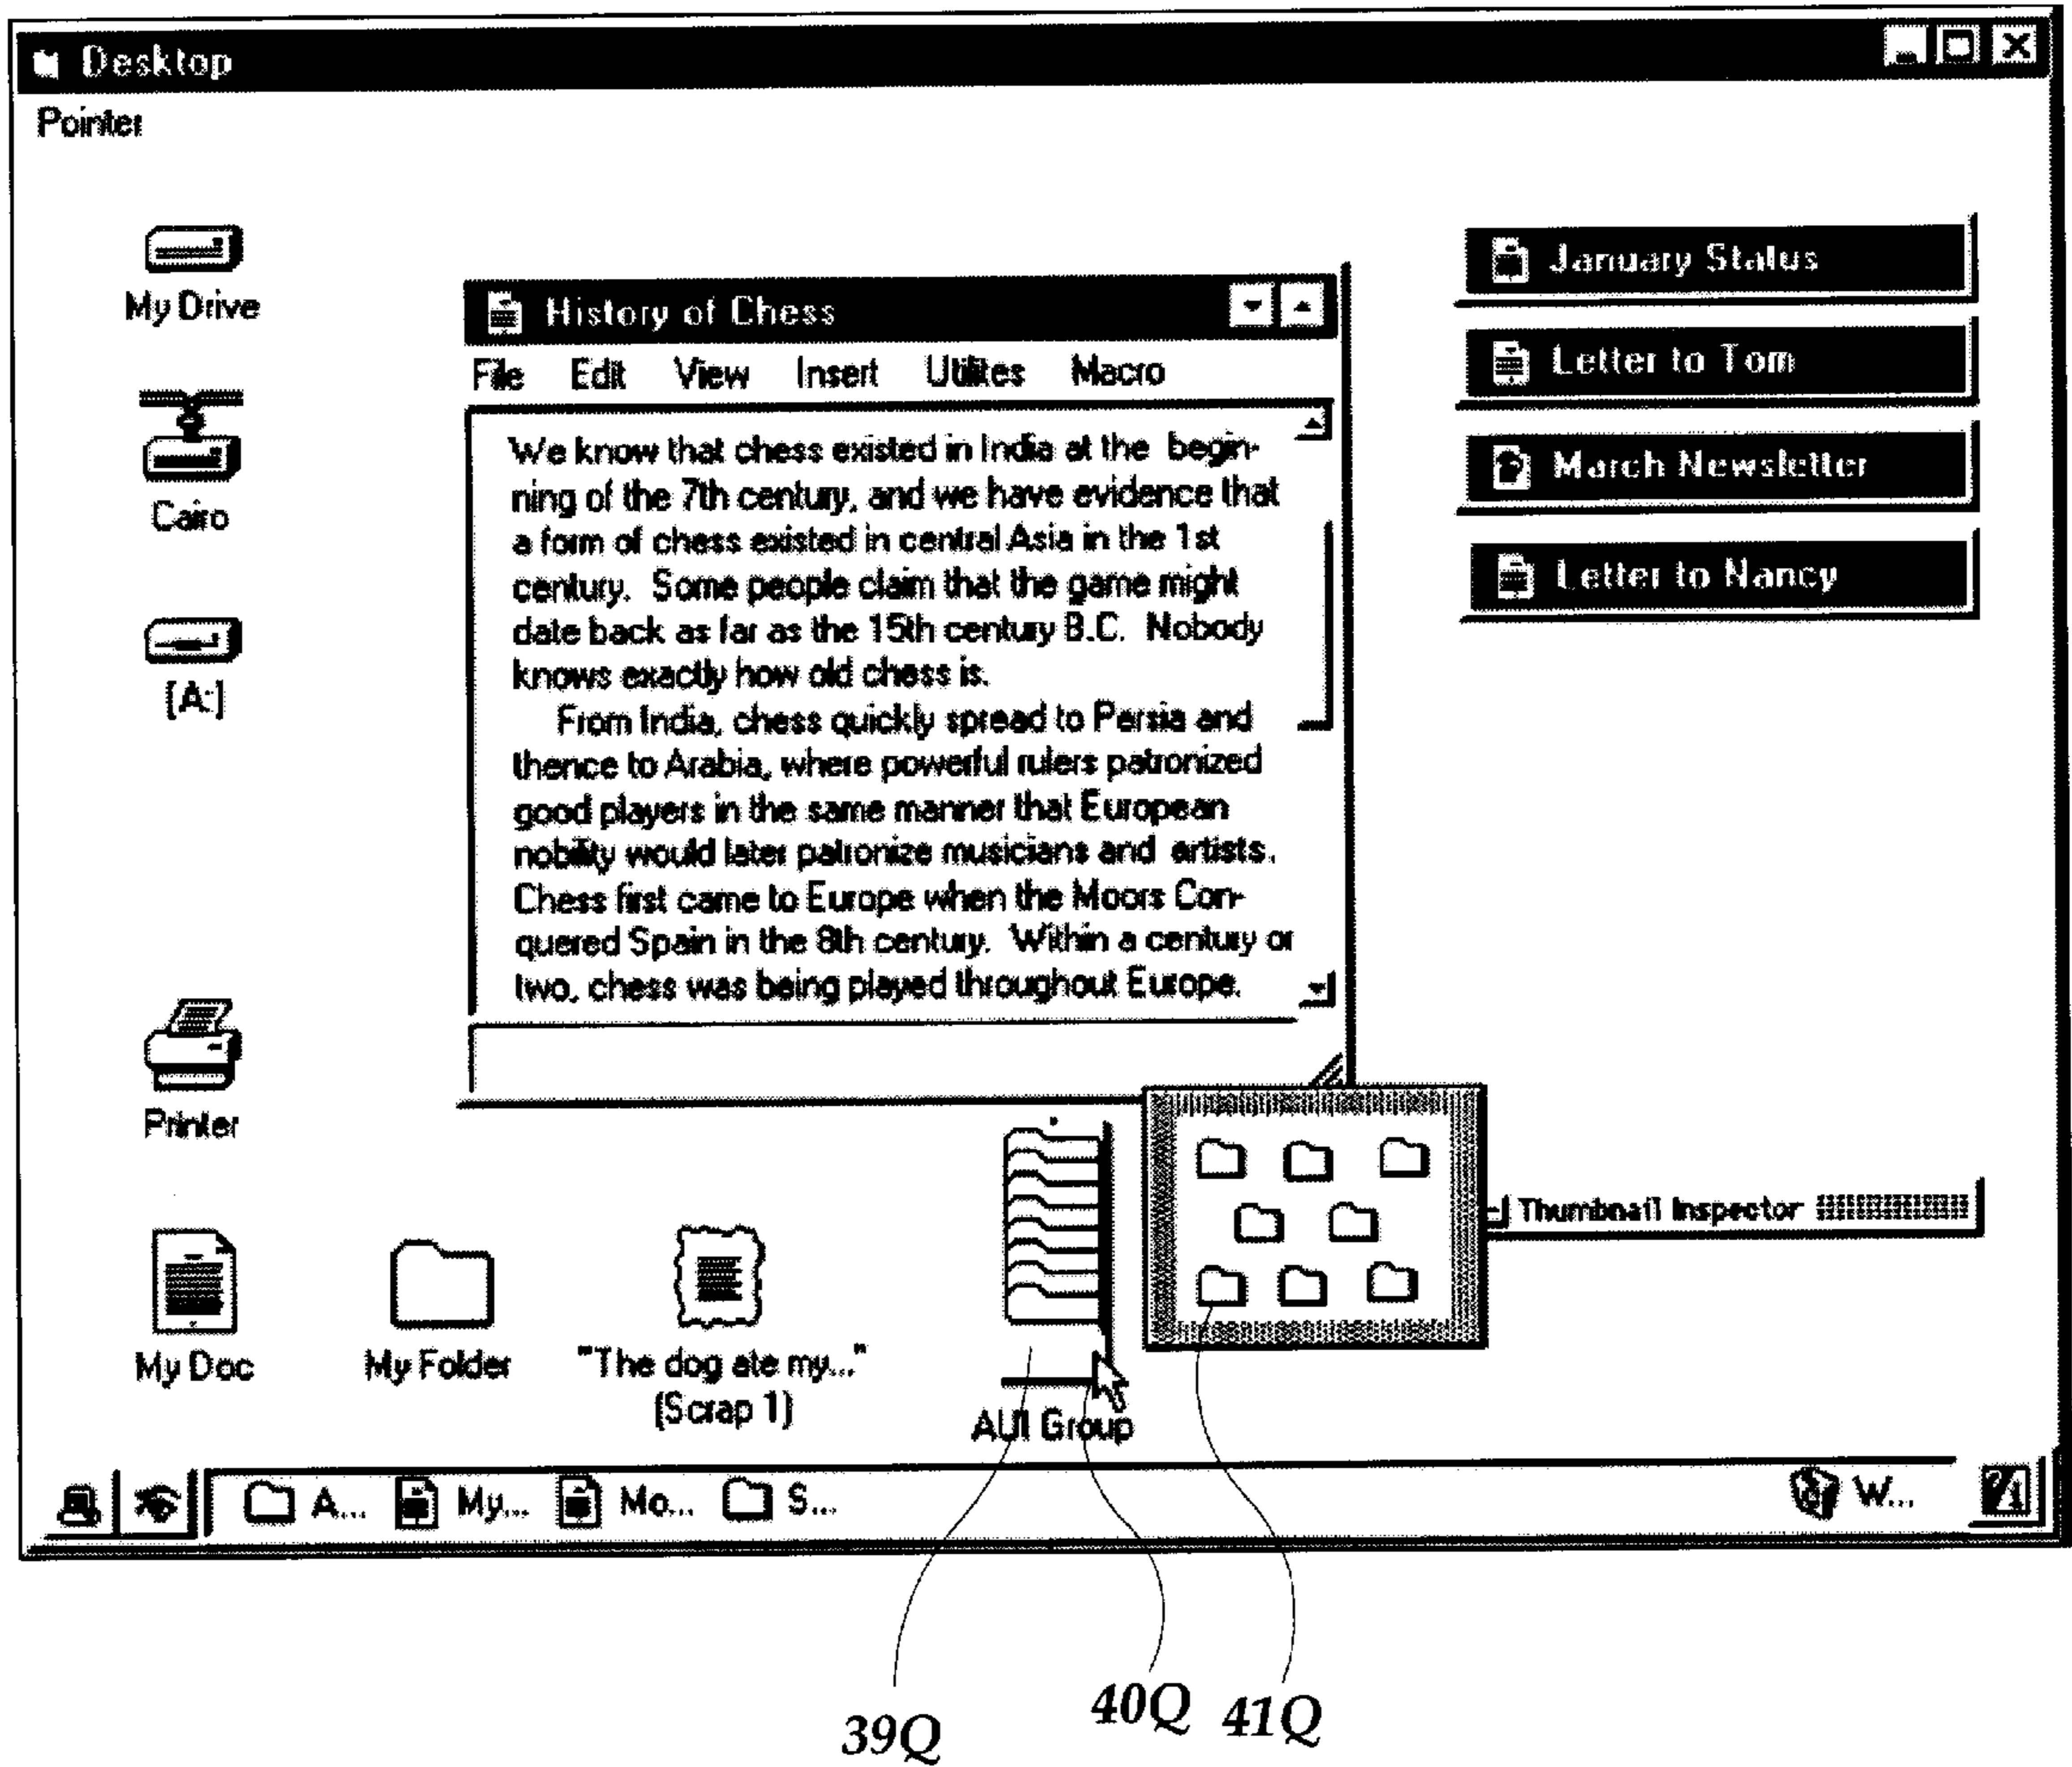 Desktop
Pointer
My Drive
Cairo
[A:]
Printer
My Doc
My Folder
"The dog ate my..."
(Scrap 1)
AUI Group
History of Chess
File Edit View Insert Utilites Macro
We know that chess existed in India at the begin-
ning of the 7th century, and we have evidence that
a form of chess existed in central Asia in the 1st
century. Some people claim that the game might
date back as far as the 15th century B.C. Nobody
knows exactly how old chess is.
From India, chess quickly spread to Persia and
thence to Arabia, where powerful rulers patronized
good players in the same manner that European
nobility would later patronize musicians and artists.
Chess first came to Europe when the Moors Con-
quered Spain in the 8th century. Within a century or
two, chess was being played throughout Europe.
January Status
Letter to Tom
March Newsletter
Letter to Nancy
Thumbnail Inspector
A... My... Mo... S... W...
39Q 40Q 41Q